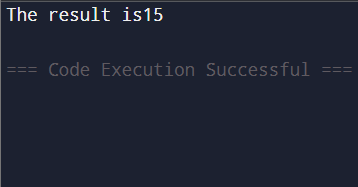 The result is15
=== Code Execution Successful ===